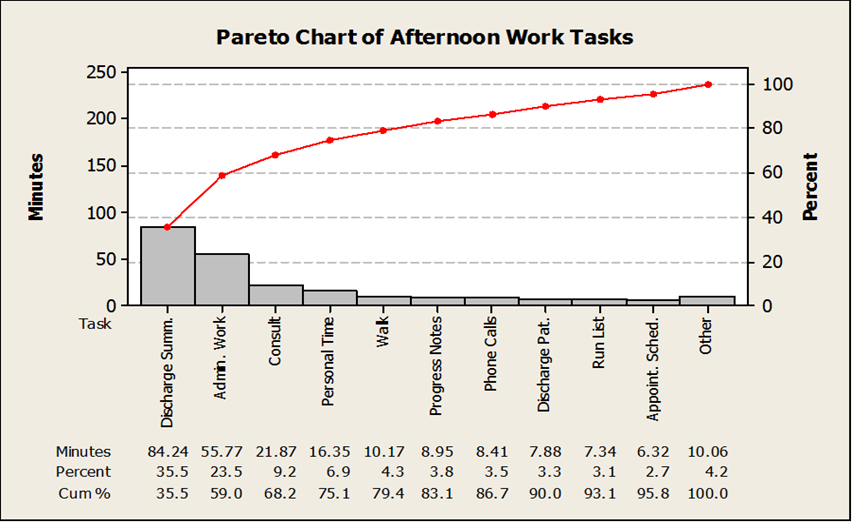 Pareto Chart of Afternoon Work Tasks
250
200
150
100
50
0
Minutes
100
80
60
40
20
0
Percent
Task
Discharge Summ.
Admin. Work
Consult
Personal Time
Walk
Progress Notes
Phone Calls
Discharge Pat.
Run List
Appoint. Sched.
Other
Minutes 84.24 55.77 21.87 16.35 10.17 8.95 8.41 7.88 7.34 6.32 10.06
Percent 35.5 23.5 9.2 6.9 4.3 3.8 3.5 3.3 3.1 2.7 4.2
Cum % 35.5 59.0 68.2 75.1 79.4 83.1 86.7 90.0 93.1 95.8 100.0